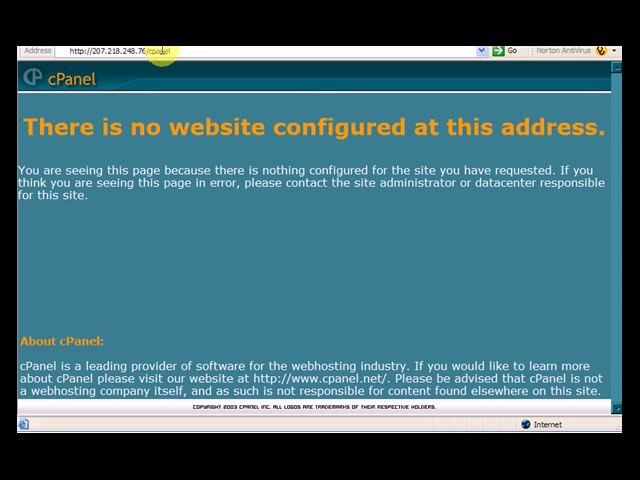 Address http://207.218.248.76/cpanel Go Norton AntiVirus
cPanel
There is no website configured at this address.
You are seeing this page because there is nothing configured for the site you have requested. If you
think you are seeing this page in error, please contact the site administrator or datacenter responsible
for this site.
About cPanel:
cPanel is a leading provider of software for the webhosting industry. If you would like to learn more
about cPanel please visit our website at http://www.cpanel.net/. Please be advised that cPanel is not
a webhosting company itself, and as such is not responsible for content found elsewhere on this site.
COPYRIGHT 2003 CPANEL INC. ALL LOGOS ARE TRADEMARKS OF THEIR RESPECTIVE HOLDERS.
Internet